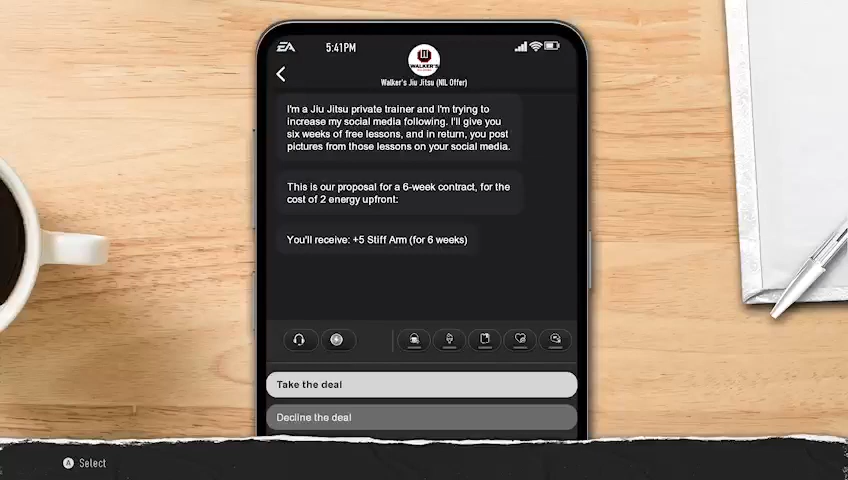 EA
5:41PM
WALKER'S
Walker's Jiu Jitsu (NIL Offer)
I'm a Jiu Jitsu private trainer and I'm trying to
increase my social media following. I'll give you
six weeks of free lessons, and in return, you post
pictures from those lessons on your social media.
This is our proposal for a 6-week contract, for the
cost of 2 energy upfront:
You'll receive: +5 Stiff Arm (for 6 weeks)
Take the deal
Decline the deal
A Select